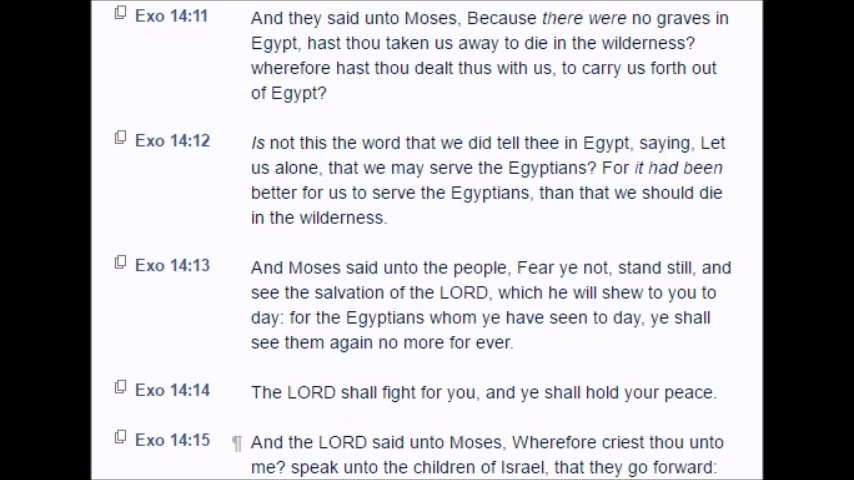 Exo 14:11 And they said unto Moses, Because there were no graves in
Egypt, hast thou taken us away to die in the wilderness?
wherefore hast thou dealt thus with us, to carry us forth out
of Egypt?
Exo 14:12 Is not this the word that we did tell thee in Egypt, saying, Let
us alone, that we may serve the Egyptians? For it had been
better for us to serve the Egyptians, than that we should die
in the wilderness.
Exo 14:13 And Moses said unto the people, Fear ye not, stand still, and
see the salvation of the LORD, which he will shew to you to
day: for the Egyptians whom ye have seen to day, ye shall
see them again no more for ever.
Exo 14:14 The LORD shall fight for you, and ye shall hold your peace.
Exo 14:15 ¶ And the LORD said unto Moses, Wherefore criest thou unto
me? speak unto the children of Israel, that they go forward: